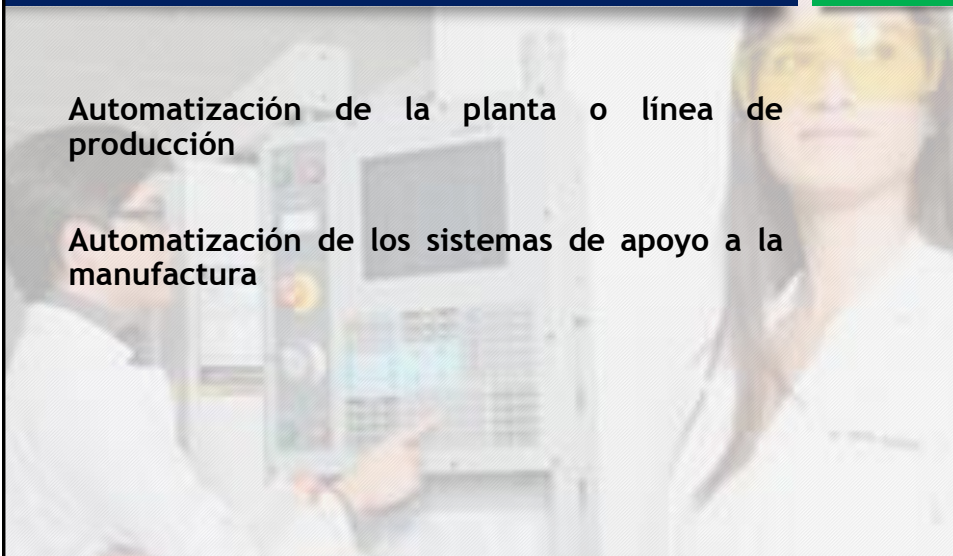 Automatización de la planta o línea de
producción
Automatización de los sistemas de apoyo a la
manufactura